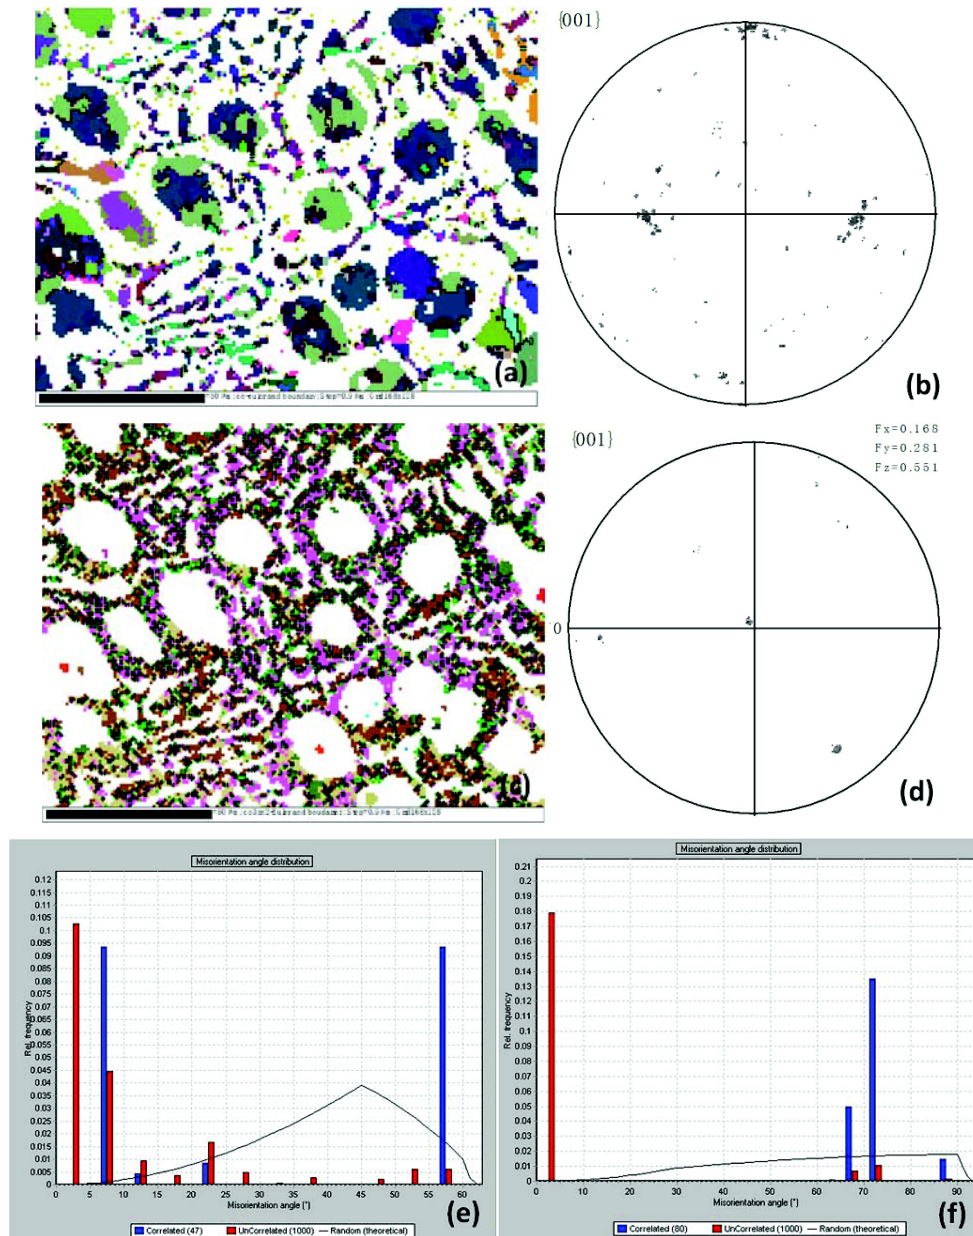 {001}
(a)
(b)
{001}
Fx=0.168
Fy=0.281
Fz=0.551
0
(c)
(d)
Misorientation angle distribution
0.12
0.115
0.11
0.105
0.1
0.095
0.09
0.085
0.08
0.075
0.07
0.065
0.06
0.055
0.05
0.045
0.04
0.035
0.03
0.025
0.02
0.015
0.01
0.005
0
Rel. frequency
0 5 10 15 20 25 30 35 40 45 50 55 60
Misorientation angle (°)
(e)
Correlated (47) UnCorrelated (1000) Random (theoretical)
Misorientation angle distribution
0.21
0.2
0.19
0.18
0.17
0.16
0.15
0.14
0.13
0.12
0.11
0.1
0.09
0.08
0.07
0.06
0.05
0.04
0.03
0.02
0.01
0
Rel. frequency
0 10 20 30 40 50 60 70 80 90
Misorientation angle (°)
(f)
Correlated (80) UnCorrelated (1000) Random (theoretical)